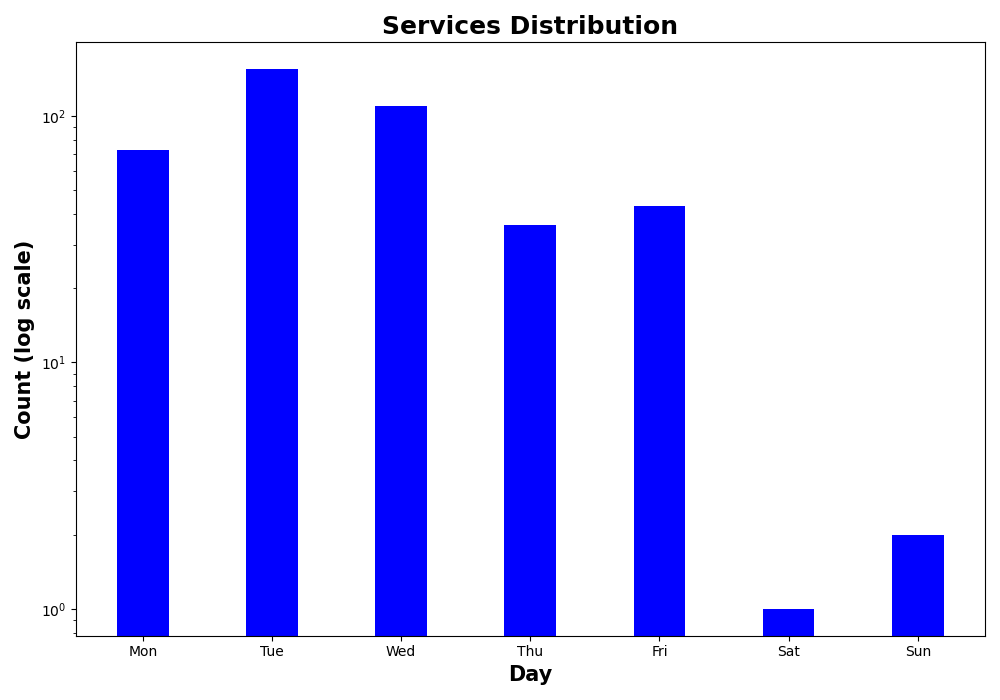 Services Distribution
Count (log scale)
10²
10¹
10⁰
Mon Tue Wed Thu Fri Sat Sun
Day